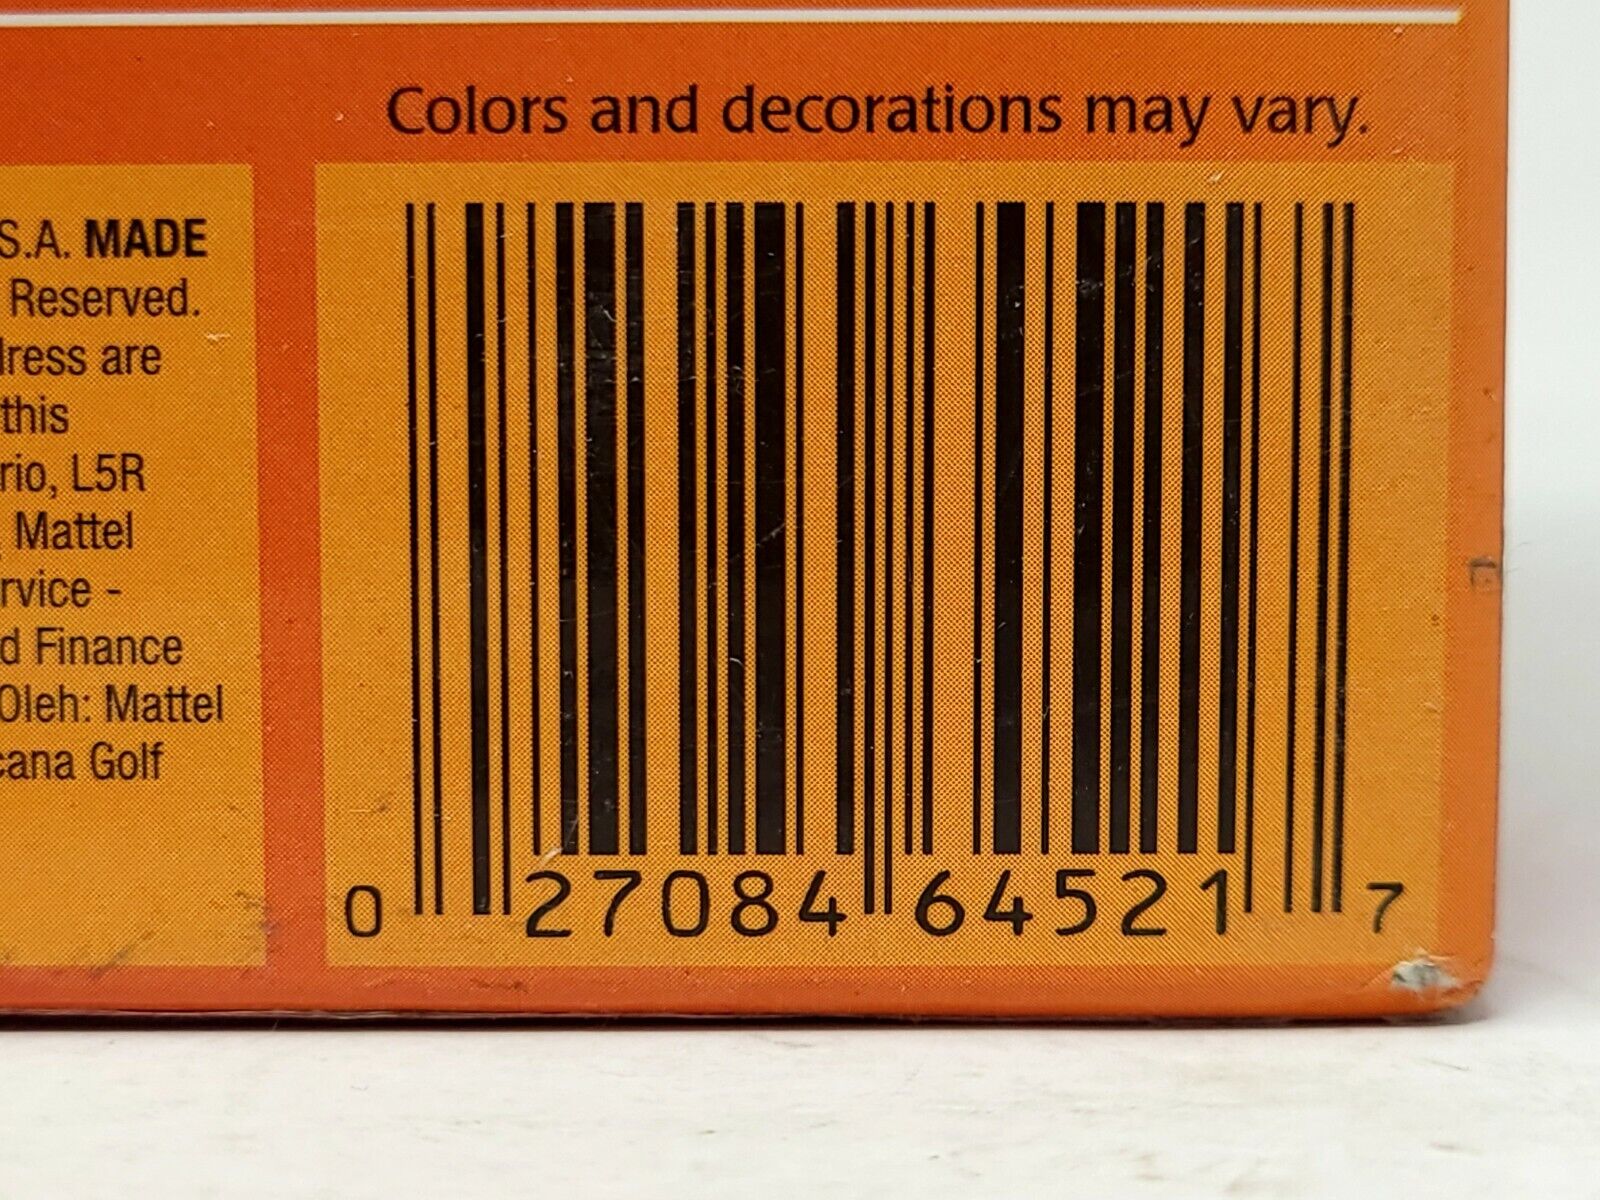 Colors and decorations may vary.
S.A. MADE
Reserved.
dress are
this
rio, L5R
, Mattel
rvice -
d Finance
Oleh: Mattel
cana Golf
0 27084 64521 7